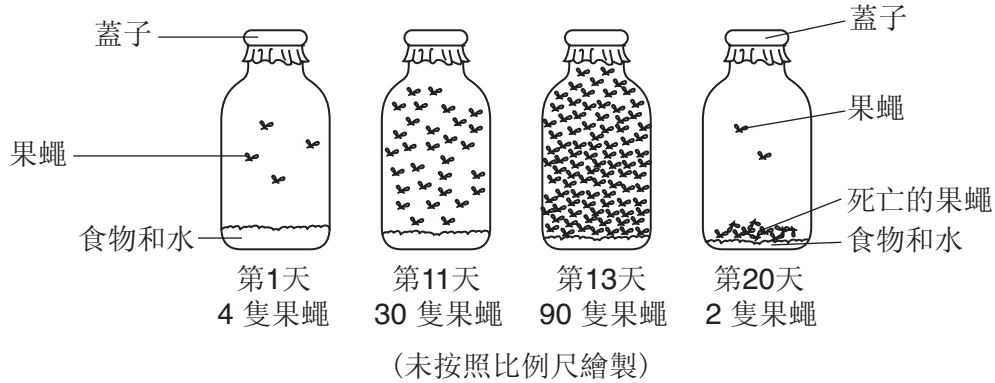 蓋子
果蠅
食物和水
蓋子
果蠅
死亡的果蠅
食物和水
第1天
4 隻果蠅
第11天
30 隻果蠅
第13天
90 隻果蠅
第20天
2 隻果蠅
(未按照比例尺繪製)